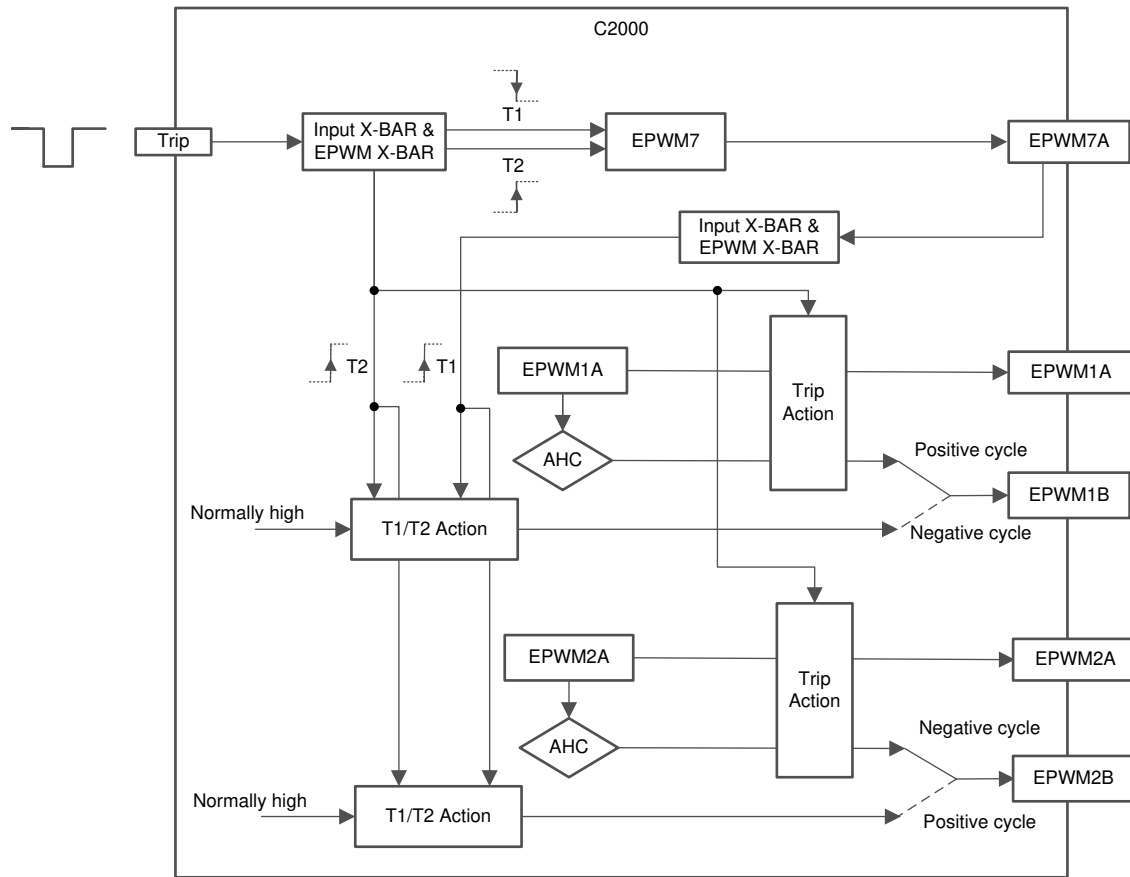 C2000
T1
Trip
Input X-BAR &
EPWM X-BAR
EPWM7
EPWM7A
T2
Input X-BAR &
EPWM X-BAR
T2
T1
EPWM1A
Trip
Action
EPWM1A
AHC
Positive cycle
EPWM1B
Normally high
T1/T2 Action
Negative cycle
EPWM2A
Trip
Action
EPWM2A
AHC
Negative cycle
EPWM2B
Normally high
T1/T2 Action
Positive cycle